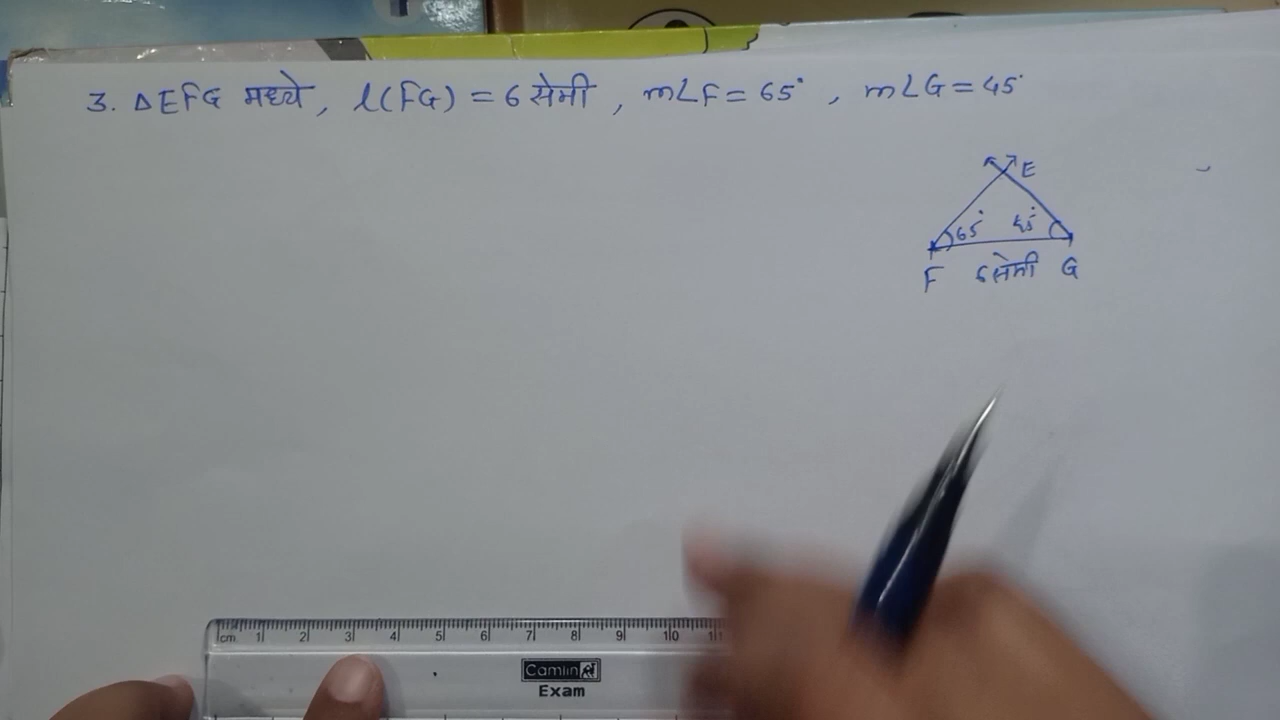 3. △EFG मध्ये, l(FG) = 6 सेमी, m∠F = 65°, m∠G = 45°
E
65° 45°
F 6 सेमी G
cm 1 2 3 4 5 6 7 8 9 10 11
Camlin
Exam